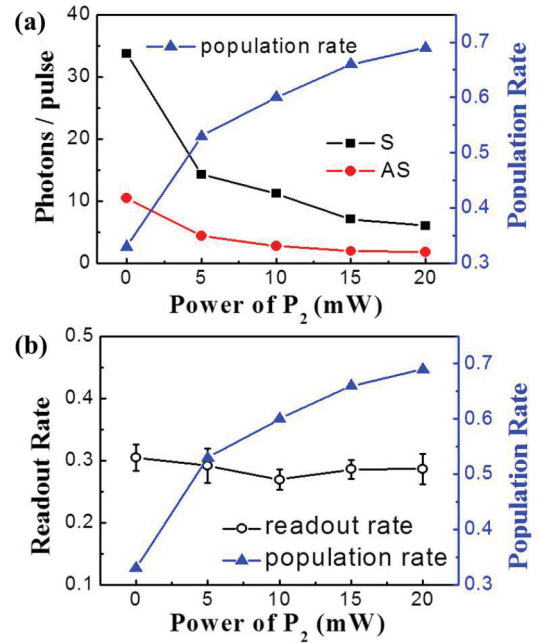 (a)
40
30
20
10
0
Photons / pulse
population rate
S
AS
0.7
0.6
0.5
0.4
0.3
Population Rate
0 5 10 15 20
Power of P2 (mW)
(b)
0.5
0.4
0.3
0.2
0.1
Readout Rate
readout rate
population rate
0.7
0.6
0.5
0.4
0.3
Population Rate
0 5 10 15 20
Power of P2 (mW)